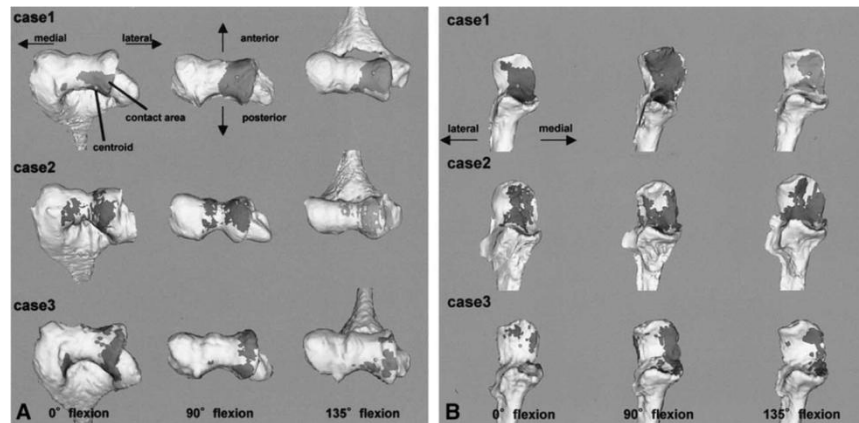 case1
medial
lateral
anterior
contact area
posterior
centroid
case2
case3
A
0° flexion
90° flexion
135° flexion
case1
lateral
medial
case2
case3
B
0° flexion
90° flexion
135° flexion